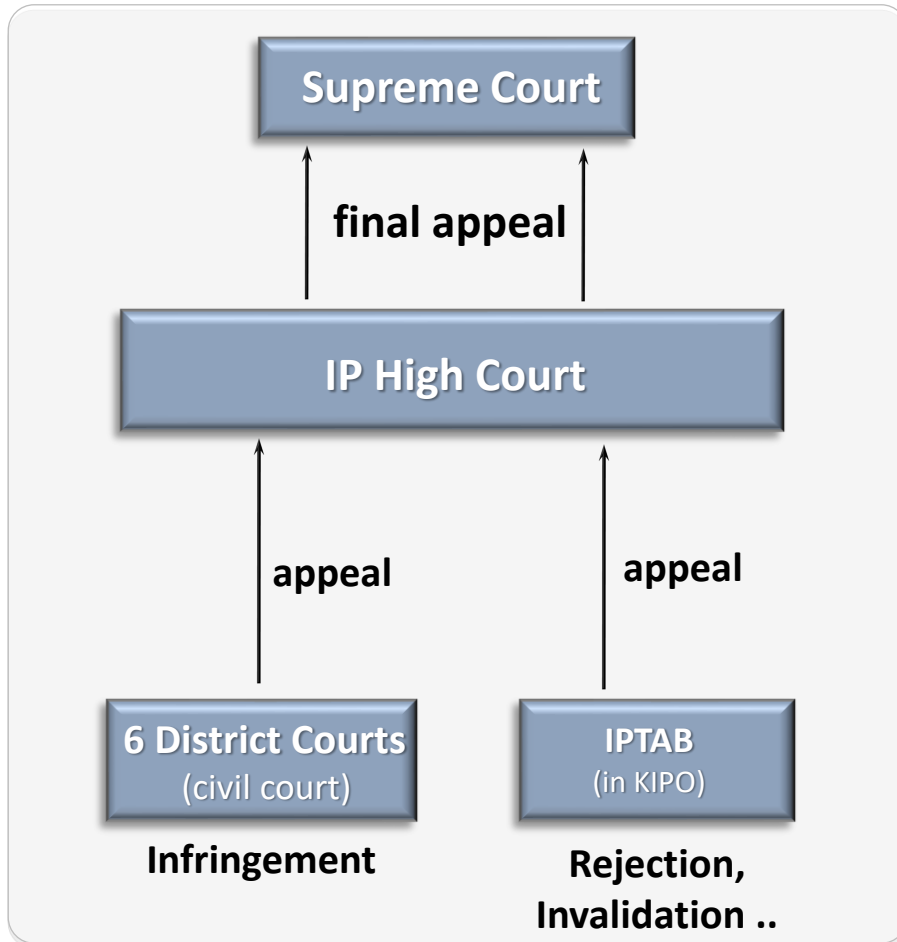 Supreme Court
final appeal
IP High Court
appeal
appeal
6 District Courts
(civil court)
IPTAB
(in KIPO)
Infringement
Rejection,
Invalidation ..